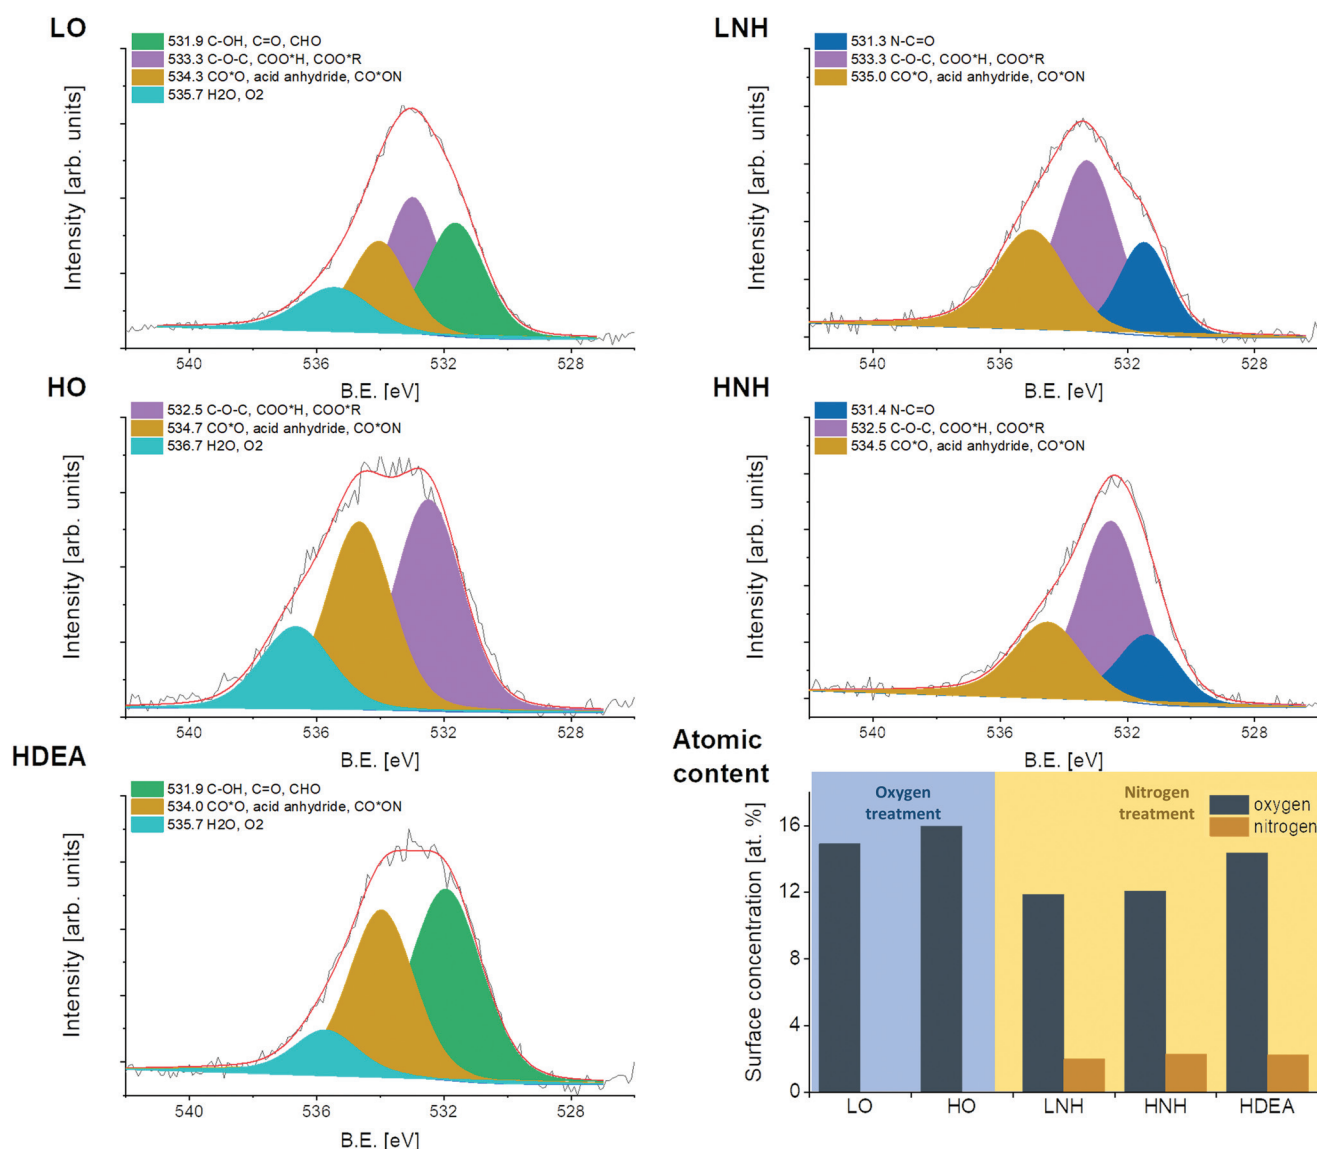 LO
531.9 C-OH, C=O, CHO
533.3 C-O-C, COO*H, COO*R
534.3 CO*O, acid anhydride, CO*ON
535.7 H2O, O2
Intensity [arb. units]
540 536 532 528
B.E. [eV]
LNH
531.3 N-C=O
533.3 C-O-C, COO*H, COO*R
535.0 CO*O, acid anhydride, CO*ON
Intensity [arb. units]
540 536 532 528
B.E. [eV]
HO
532.5 C-O-C, COO*H, COO*R
534.7 CO*O, acid anhydride, CO*ON
536.7 H2O, O2
Intensity [arb. units]
540 536 532 528
B.E. [eV]
HNH
531.4 N-C=O
532.5 C-O-C, COO*H, COO*R
534.5 CO*O, acid anhydride, CO*ON
Intensity [arb. units]
540 536 532 528
B.E. [eV]
HDEA
531.9 C-OH, C=O, CHO
534.0 CO*O, acid anhydride, CO*ON
535.7 H2O, O2
Intensity [arb. units]
540 536 532 528
B.E. [eV]
Atomic
content
Oxygen
treatment
Nitrogen
treatment
oxygen
nitrogen
Surface concentration [at. %]
16
12
8
4
0
LO HO LNH HNH HDEA